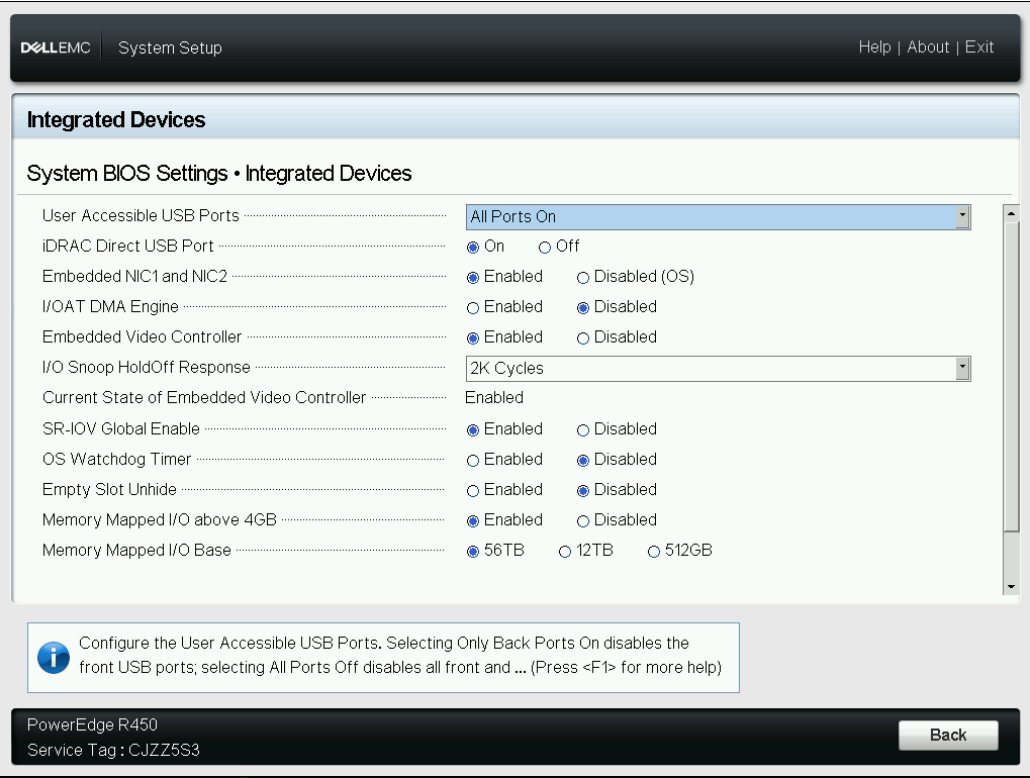 DELLEMC System Setup Help | About | Exit
Integrated Devices
System BIOS Settings • Integrated Devices
User Accessible USB Ports All Ports On
iDRAC Direct USB Port On Off
Embedded NIC1 and NIC2 Enabled Disabled (OS)
I/OAT DMA Engine Enabled Disabled
Embedded Video Controller Enabled Disabled
I/O Snoop HoldOff Response 2K Cycles
Current State of Embedded Video Controller Enabled
SR-IOV Global Enable Enabled Disabled
OS Watchdog Timer Enabled Disabled
Empty Slot Unhide Enabled Disabled
Memory Mapped I/O above 4GB Enabled Disabled
Memory Mapped I/O Base 56TB 12TB 512GB
Configure the User Accessible USB Ports. Selecting Only Back Ports On disables the
front USB ports; selecting All Ports Off disables all front and ... (Press <F1> for more help)
PowerEdge R450
Service Tag : CJZZ5S3
Back